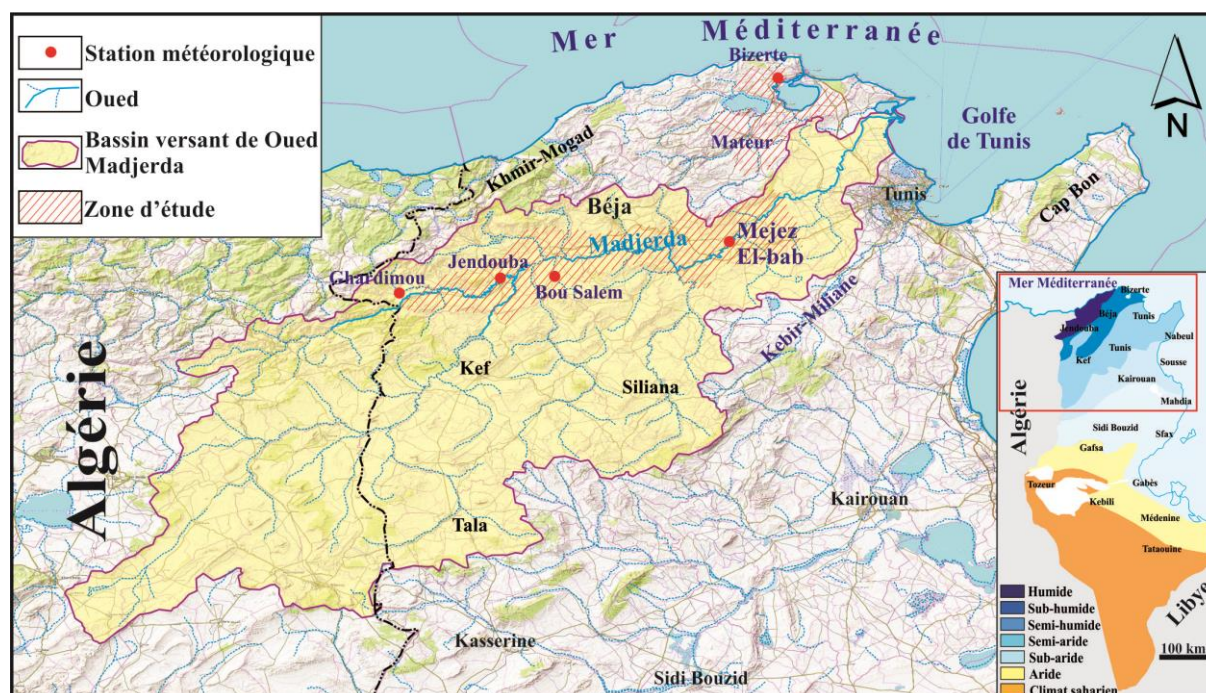 Station météorologique
Oued
Bassin versant de Oued
Madjerda
Zone d'étude
Mer Méditerranée
Bizerte
N
Golfe
de Tunis
Mateur
Khmir-Mogad
Cap Bon
Tunis
Béja
Madjerda
Mejez
El-bab
Ghardimou
Jendouba
Bou Salem
Kebir-Miliane
Kef
Siliana
Algérie
Kairouan
Tala
Kasserine
Sidi Bouzid
Mer Méditerranée
Bizerte
Béja
Tunis
Jendouba
Nabeul
Kef
Tunis
Sousse
Kairouan
Mahdia
Algérie
Sidi Bouzid
Sfax
Gafsa
Tozeur
Gabès
Kebili
Médenine
Tataouine
Libye
Humide
Sub-humide
Semi-humide
Semi-aride
Sub-aride
Aride
Climat saharien
100 km